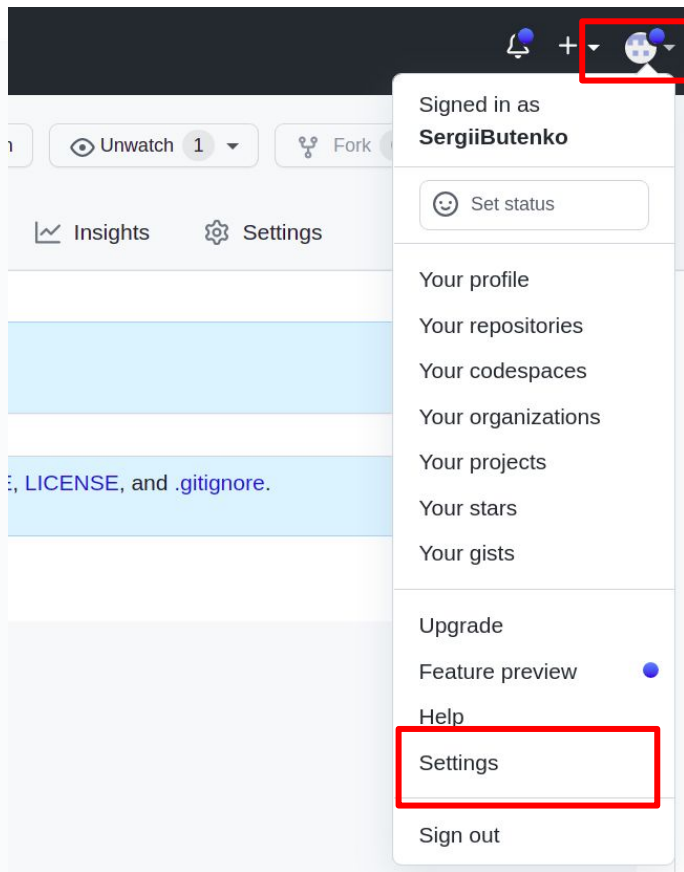 Signed in as
SergiiButenko
Unwatch 1
Fork
Set status
Insights
Settings
Your profile
Your repositories
Your codespaces
Your organizations
Your projects
LICENSE, and .gitignore.
Your stars
Your gists
Upgrade
Feature preview
Help
Settings
Sign out